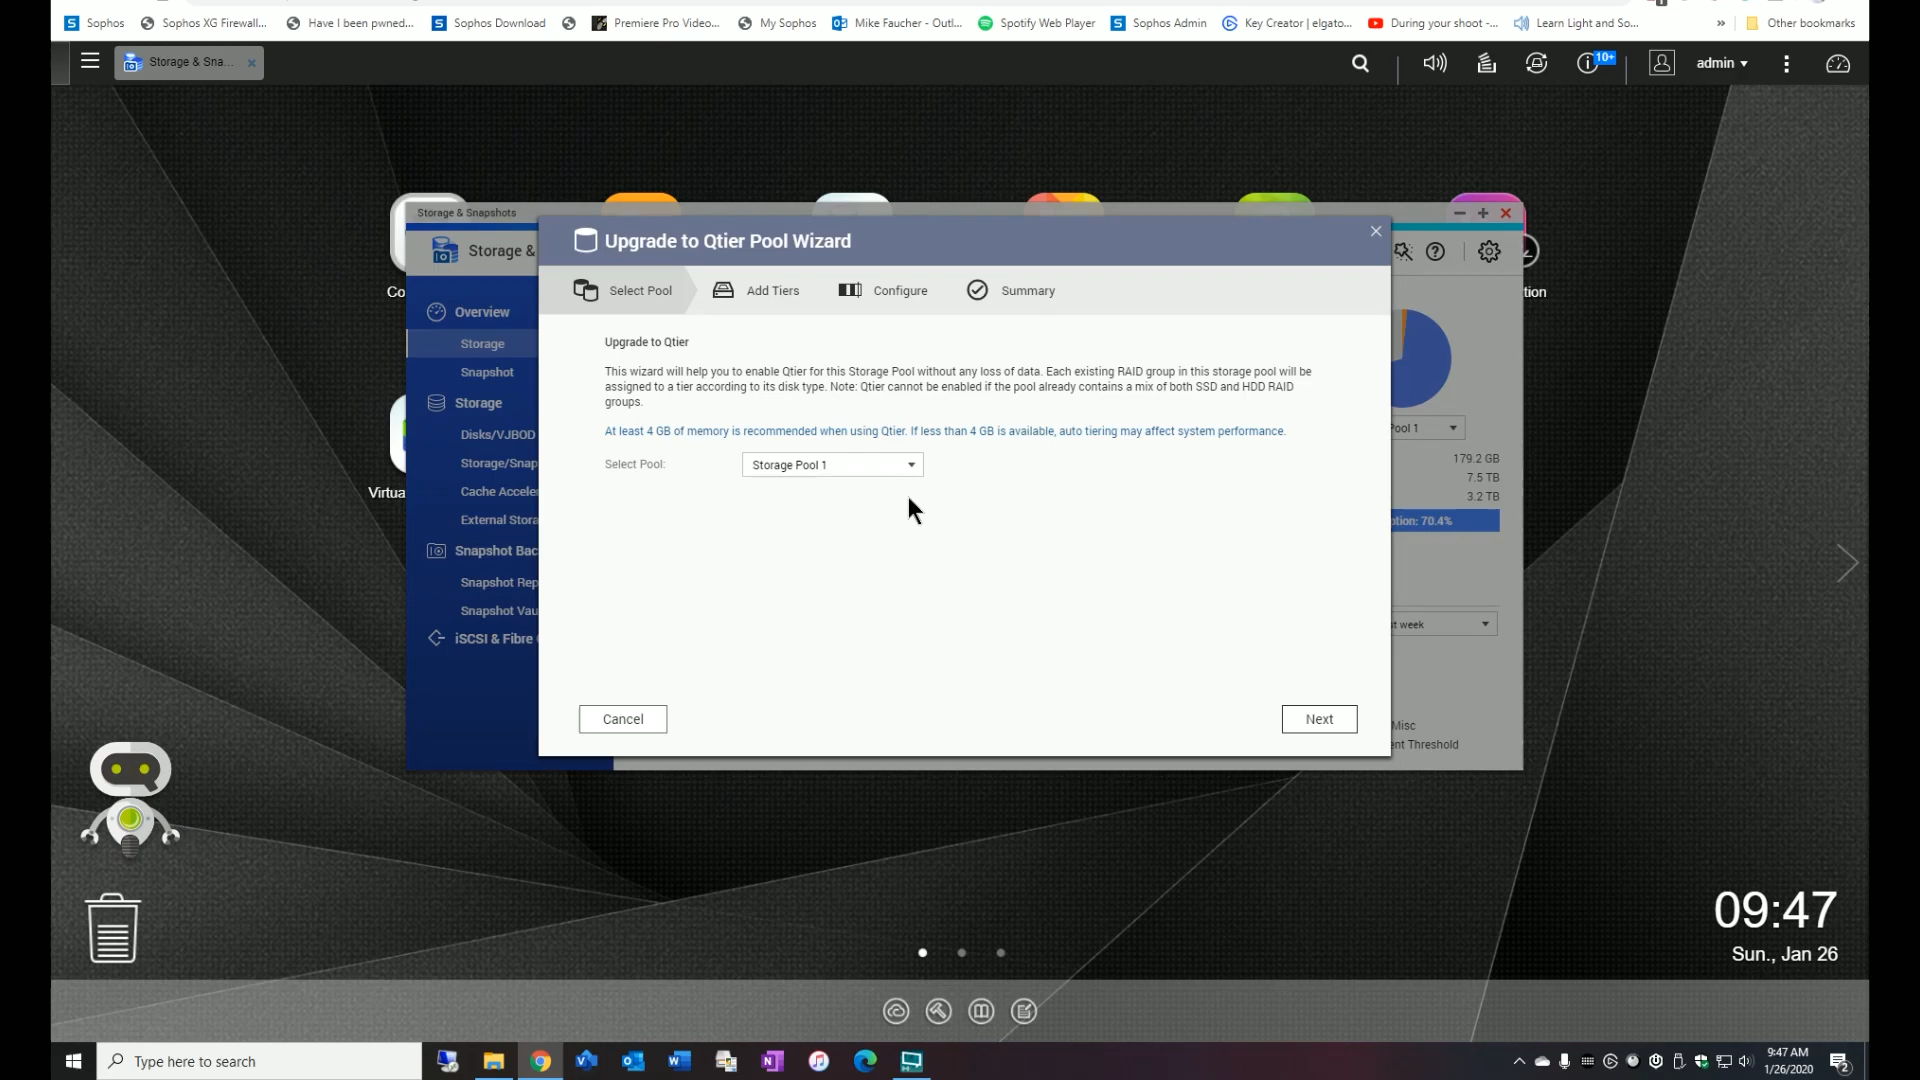 Sophos
Sophos XG Firewall...
Have I been pwned...
Sophos Download
Premiere Pro Video...
My Sophos
Mike Faucher - Outl...
Spotify Web Player
Sophos Admin
Key Creator | elgato...
During your shoot -...
Learn Light and So...
»
Other bookmarks
Storage & Sna...
10+
admin
Storage & Snapshots
Storage &
Upgrade to Qtier Pool Wizard
Select Pool
Add Tiers
Configure
Summary
Co
tion
Overview
Storage
Snapshot
Storage
Disks/VJBOD
Storage/Snap
Cache Acceler
External Stora
Snapshot Bac
Snapshot Rep
Snapshot Vau
iSCSI & Fibre
Virtua
Upgrade to Qtier
This wizard will help you to enable Qtier for this Storage Pool without any loss of data. Each existing RAID group in this storage pool will be
assigned to a tier according to its disk type. Note: Qtier cannot be enabled if the pool already contains a mix of both SSD and HDD RAID
groups.
At least 4 GB of memory is recommended when using Qtier. If less than 4 GB is available, auto tiering may affect system performance.
Select Pool:
Storage Pool 1
Cancel
Next
Pool 1
179.2 GB
7.5 TB
3.2 TB
ption: 70.4%
st week
Misc
ent Threshold
09:47
Sun., Jan 26
Type here to search
9:47 AM
1/26/2020
2